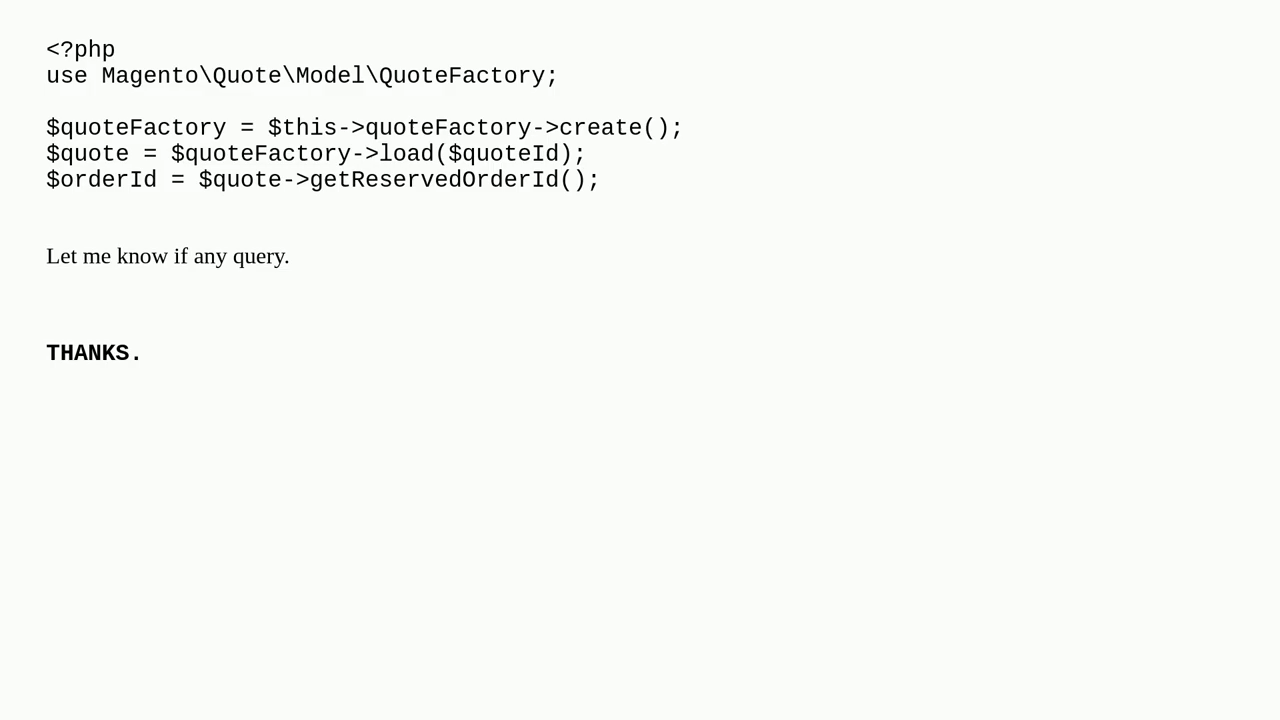 <?php
use Magento\Quote\Model\QuoteFactory;
$quoteFactory = $this->quoteFactory->create();
$quote = $quoteFactory->load($quoteId);
$orderId = $quote->getReservedOrderId();
Let me know if any query.
THANKS.